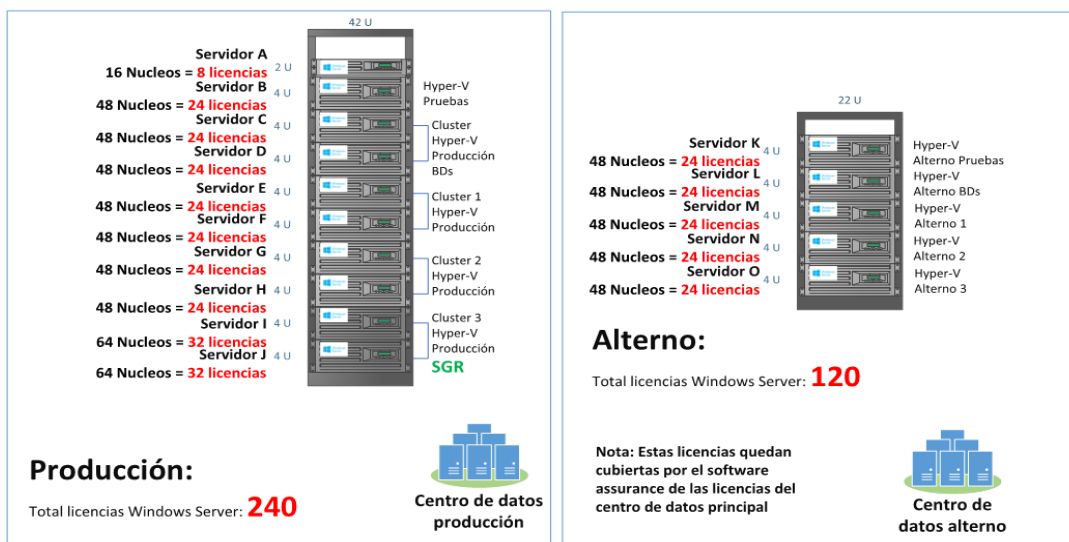 42 U
Servidor A
16 Nucleos = 8 licencias
2 U
Servidor B
48 Nucleos = 24 licencias
4 U
Hyper-V
Pruebas
Servidor C
48 Nucleos = 24 licencias
4 U
Servidor D
48 Nucleos = 24 licencias
4 U
Cluster
Hyper-V
Producción
BDs
Servidor E
48 Nucleos = 24 licencias
4 U
Servidor F
48 Nucleos = 24 licencias
4 U
Cluster 1
Hyper-V
Producción
Servidor G
48 Nucleos = 24 licencias
4 U
Servidor H
48 Nucleos = 24 licencias
4 U
Cluster 2
Hyper-V
Producción
Servidor I
64 Nucleos = 32 licencias
4 U
Servidor J
64 Nucleos = 32 licencias
4 U
Cluster 3
Hyper-V
Producción
SGR
Producción:
Total licencias Windows Server: 240
Centro de datos
producción
22 U
Servidor K
48 Nucleos = 24 licencias
4 U
Hyper-V
Alterno Pruebas
Servidor L
48 Nucleos = 24 licencias
4 U
Hyper-V
Alterno BDs
Servidor M
48 Nucleos = 24 licencias
4 U
Hyper-V
Alterno 1
Servidor N
48 Nucleos = 24 licencias
4 U
Hyper-V
Alterno 2
Servidor O
48 Nucleos = 24 licencias
4 U
Hyper-V
Alterno 3
Alterno:
Total licencias Windows Server: 120
Nota: Estas licencias quedan
cubiertas por el software
assurance de las licencias del
centro de datos principal
Centro de
datos alterno